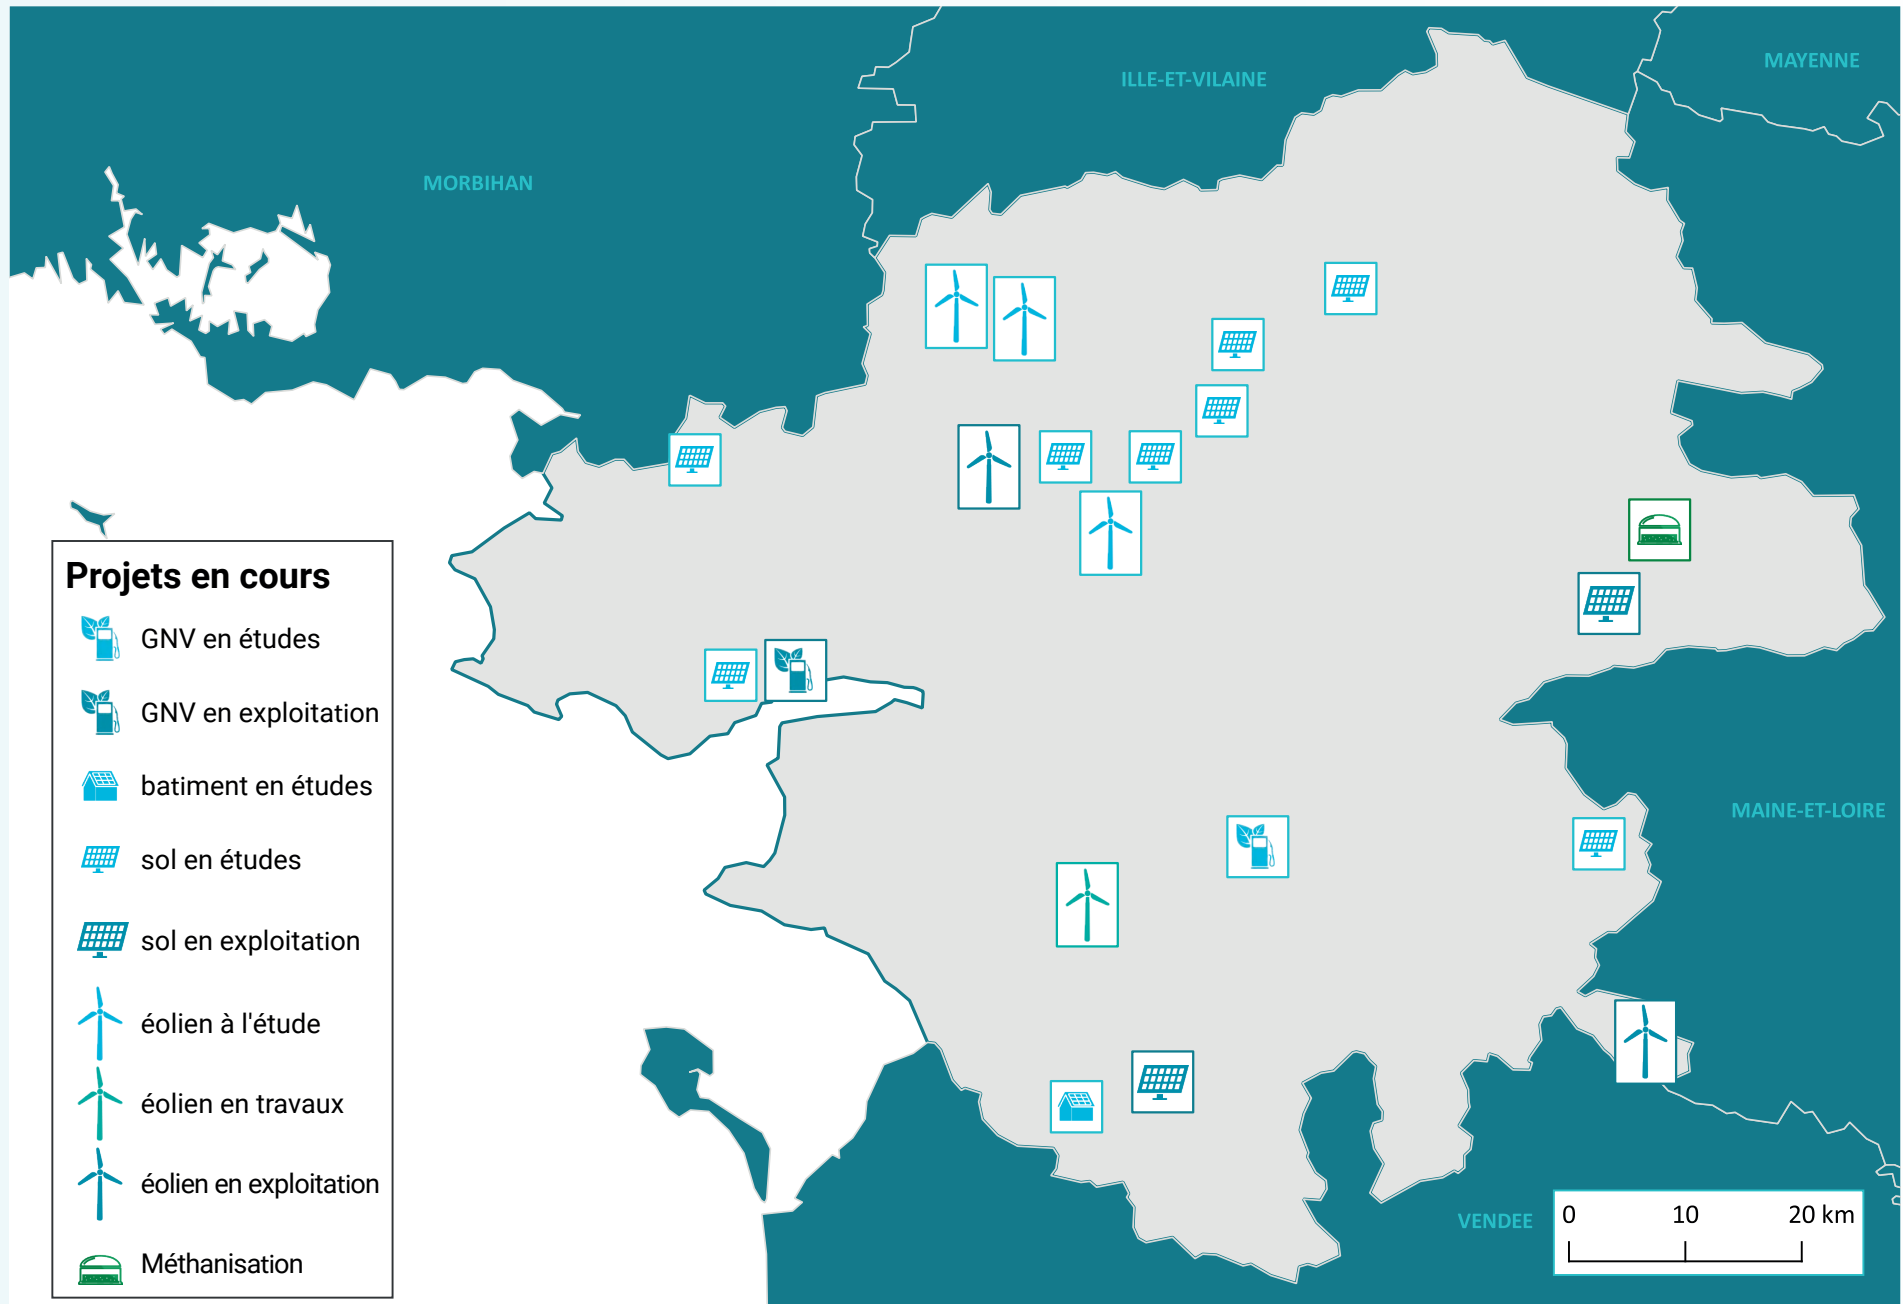 ILLE-ET-VILAINE
MAYENNE
MORBIHAN
Projets en cours
GNV en études
GNV en exploitation
batiment en études
sol en études
sol en exploitation
éolien à l'étude
éolien en travaux
éolien en exploitation
Méthanisation
MAINE-ET-LOIRE
VENDEE
0 10 20 km